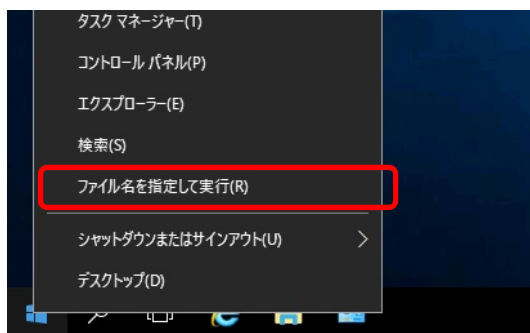 タスク マネージャー(T)
コントロール パネル(P)
エクスプローラー(E)
検索(S)
ファイル名を指定して実行(R)
シャットダウンまたはサインアウト(U)
デスクトップ(D)